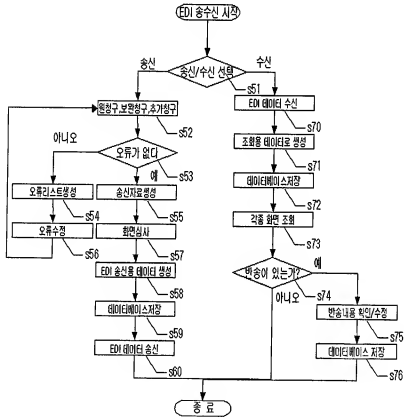 EDI 송수신 시작
송신/수신 선택
송신
수신
s51
원청구,보완청구,추가청구
s52
오류가 없다
아니오
예
s53
오류리스트생성
s54
오류수정
s56
송신자료생성
s55
화면심사
s57
EDI 송신용 데이터 생성
s58
데이터베이스저장
s59
EDI 데이터 송신
s60
EDI 데이터 수신
s70
조회용 데이터로 생성
s71
데이터베이스저장
s72
각종 화면 조회
s73
반송이 있는가?
예
아니오
s74
반송내용 확인/수정
s75
데이터베이스 저장
s76
종 료